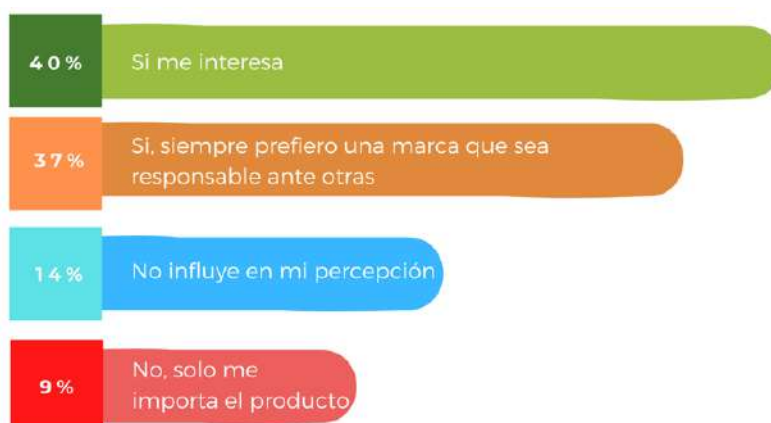 40%
Si me interesa
37%
Si, siempre prefiero una marca que sea
responsable ante otras
14%
No influye en mi percepción
9%
No, solo me
importa el producto